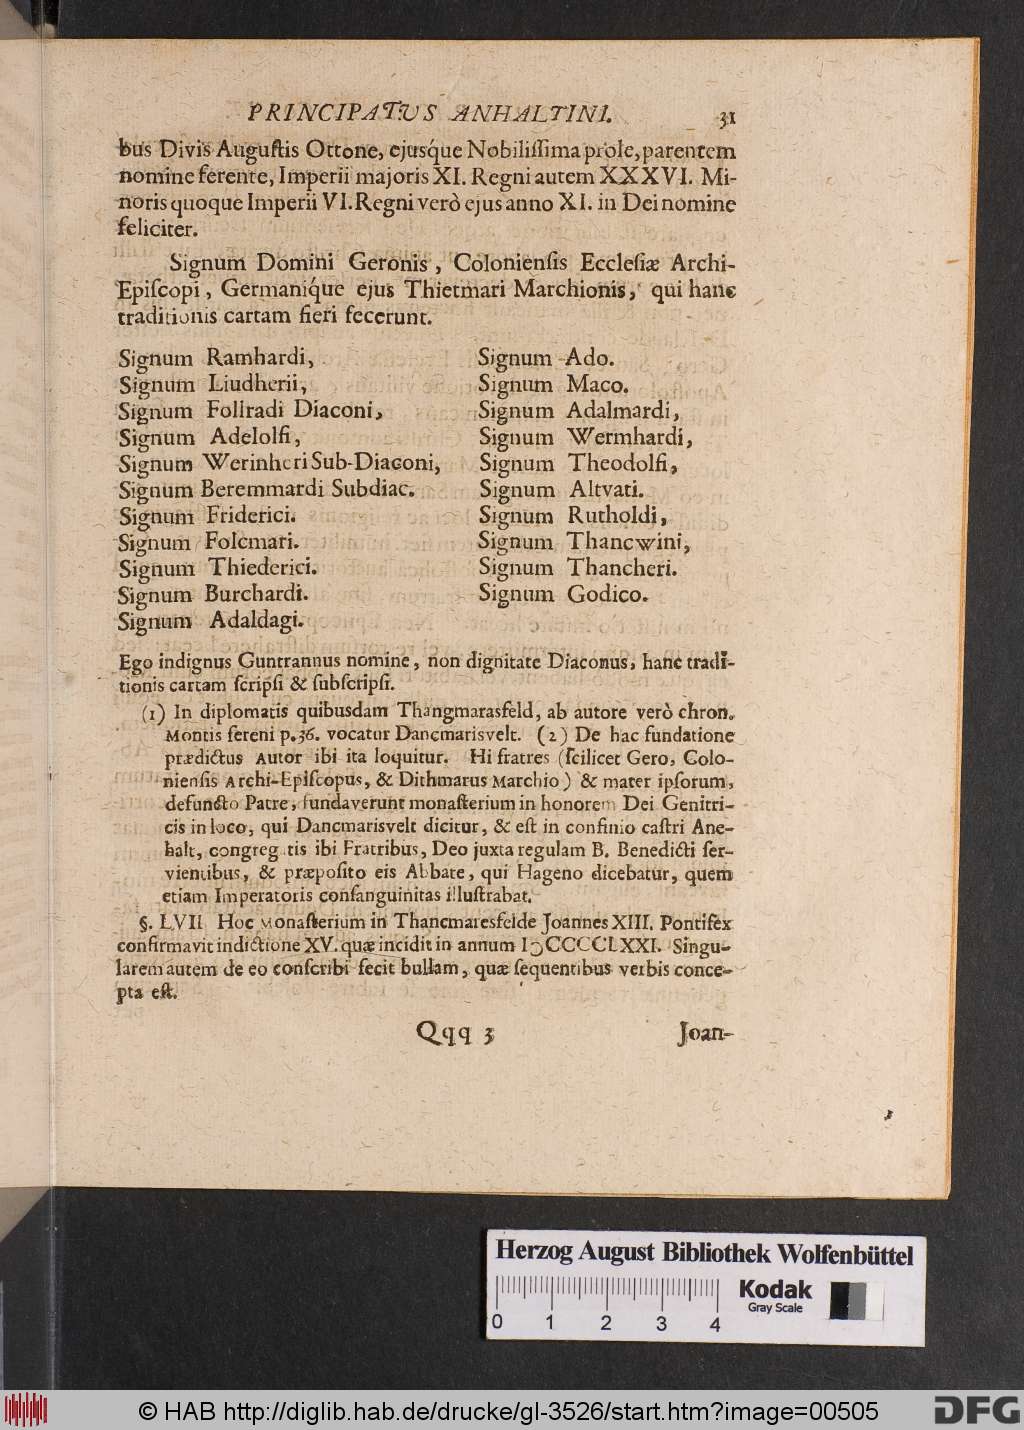 PRINCIPATUS ANHALTINI. 31
bus Divis Auguſtis Ottone, ejusq́ue Nobiliſſima prole, parentem
nomine ferente, Imperii majoris XI. Regni autem XXXVI. Mi-
noris quoque Imperii VI. Regni verò ejus anno XI. in Dei nomine
feliciter.
Signum Domini Geronis, Colonienſis Eccleſiæ Archi-
Epiſcopi, Germaniq́ue ejus Thietmari Marchionis, qui hanc
traditionis cartam fieri fecerunt.
Signum Ramhardi,
Signum Liudherii,
Signum Follradi Diaconi,
Signum Adelolfi,
Signum Werinheri Sub-Diaconi,
Signum Beremmardi Subdiac.
Signum Friderici.
Signum Folcmari.
Signum Thiederici.
Signum Burchardi.
Signum Adaldagi.
Signum Ado.
Signum Maco.
Signum Adalmardi,
Signum Wermhardi,
Signum Theodolfi,
Signum Altvati.
Signum Rutholdi,
Signum Thancwini,
Signum Thancheri.
Signum Godico.
Ego indignus Guntrannus nomine, non dignitate Diaconus, hanc tradi-
tionis cartam ſcripſi & ſubſcripſi.
(1) In diplomatis quibusdam Thangmarasfeld, ab autore verò chron.
Montis ſereni p. 36. vocatur Dancmarisvelt. (2) De hac fundatione
prædictus Autor ibi ita loquitur. Hi fratres (ſcilicet Gero, Colo-
nienſis Archi-Epiſcopus, & Dithmarus Marchio) & mater ipſorum,
defuncto Patre, fundaverunt monaſterium in honorem Dei Genitri-
cis in loco, qui Dancmarisvelt dicitur, & eſt in confinio caſtri Ane-
halt, congregatis ibi Fratribus, Deo juxta regulam B. Benedicti ſer-
vientibus, & præpoſito eis Abbate, qui Hageno dicebatur, quem
etiam Imperatoris conſanguinitas illuſtrabat.
§. LVII Hoc Monaſterium in Thancmaresfelde Joannes XIII. Pontifex
confirmavit indictione XV. quæ incidit in annum IↃCCCCLXXI. Singu-
larem autem de eo conſcribi fecit bullam, quæ ſequentibus verbis conce-
pta eſt.
Qqq 3 Joan-
Herzog August Bibliothek Wolfenbüttel
Kodak
Gray Scale
0 1 2 3 4
© HAB http://diglib.hab.de/drucke/gl-3526/start.htm?image=00505
DFG